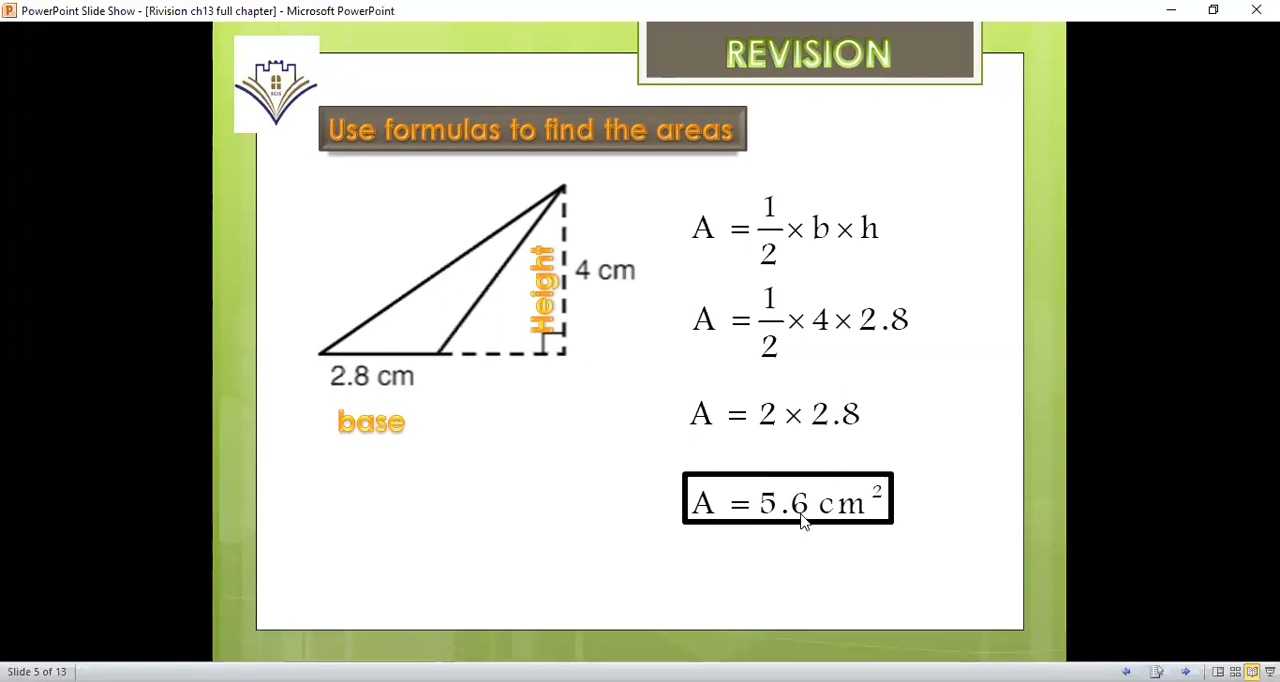 PowerPoint Slide Show - [Rivision ch13 full chapter] - Microsoft PowerPoint
REVISION
Use formulas to find the areas
A = 1/2 × b × h
Height
4 cm
A = 1/2 × 4 × 2.8
2.8 cm
base
A = 2 × 2.8
A = 5.6 cm²
Slide 5 of 13